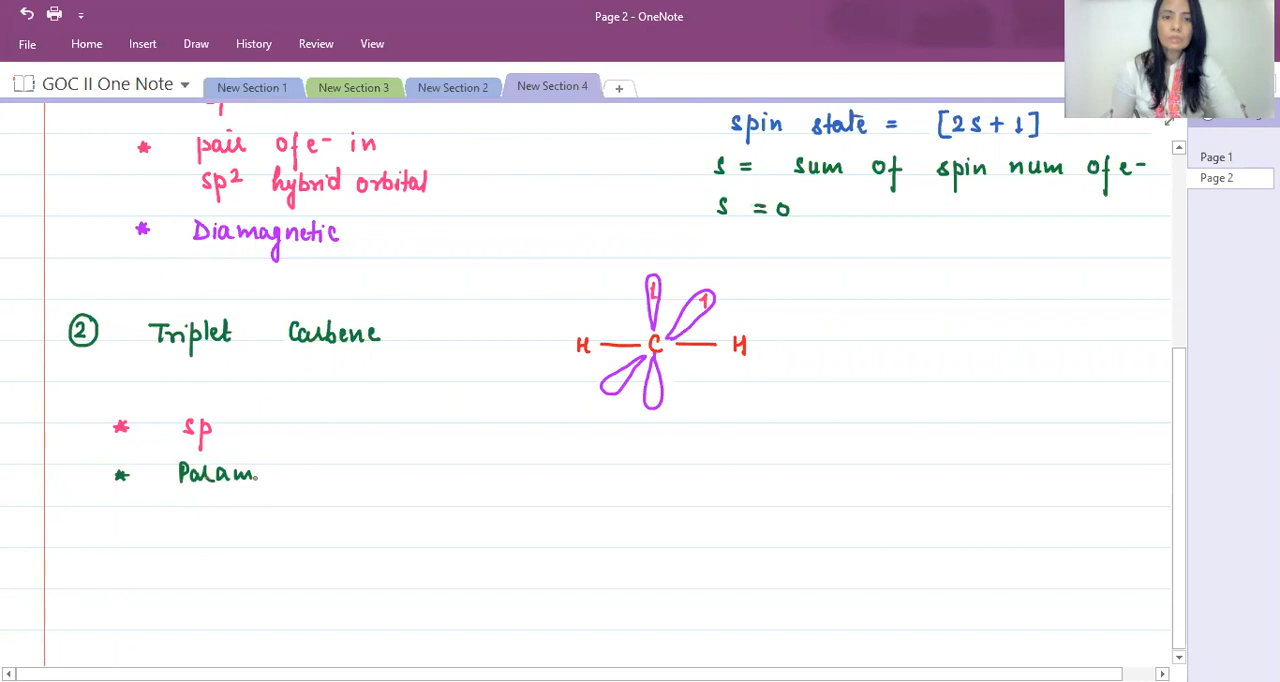 Page 2 - OneNote
File Home Insert Draw History Review View
GOC II One Note New Section 1 New Section 3 New Section 2 New Section 4 +
Page 1
Page 2
* pair of e- in
sp2 hybrid orbital
* Diamagnetic
spin state = [2s+1]
s = sum of spin num of e-
s = 0
2 Triplet Carbene
1 1
H — C — H
* sp
* Param